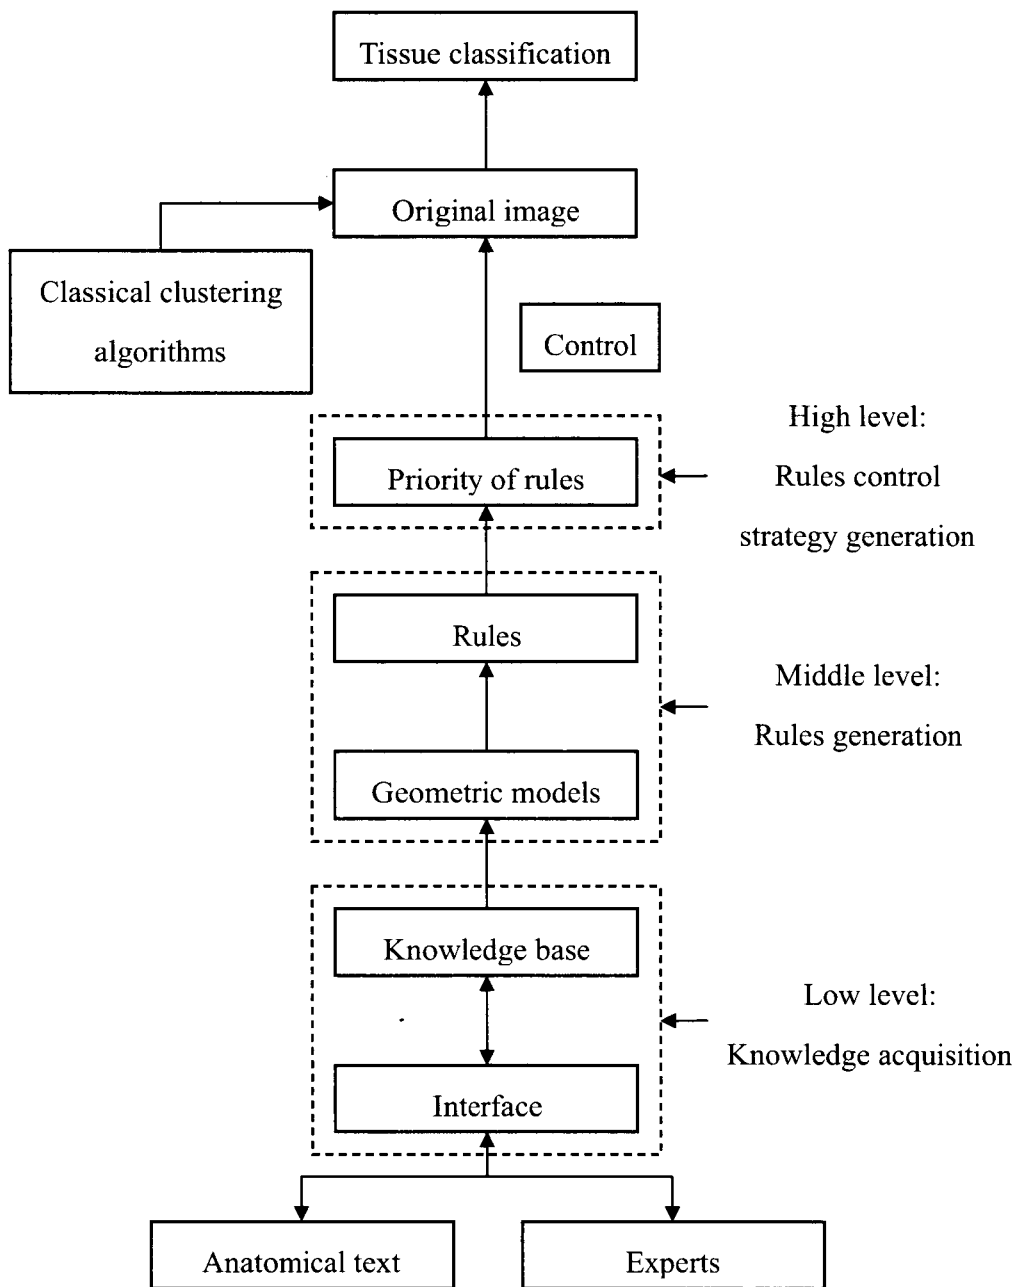 Tissue classification
Original image
Classical clustering
algorithms
Control
High level:
Priority of rules
Rules control
strategy generation
Rules
Middle level:
Rules generation
Geometric models
Knowledge base
Low level:
Knowledge acquisition
Interface
Anatomical text
Experts